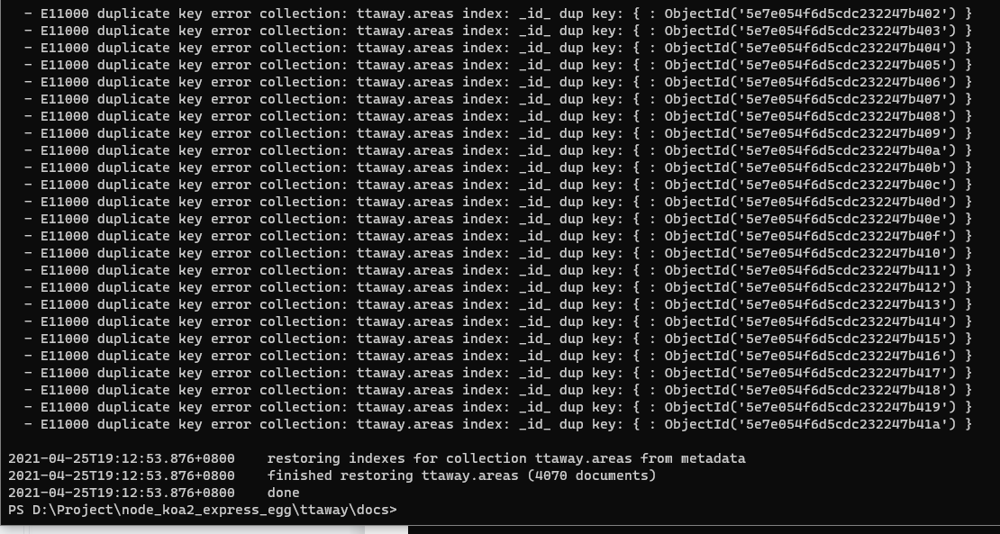 - E11000 duplicate key error collection: ttaway.areas index: _id_ dup key: { : ObjectId('5e7e054f6d5cdc232247b402') }
- E11000 duplicate key error collection: ttaway.areas index: _id_ dup key: { : ObjectId('5e7e054f6d5cdc232247b403') }
- E11000 duplicate key error collection: ttaway.areas index: _id_ dup key: { : ObjectId('5e7e054f6d5cdc232247b404') }
- E11000 duplicate key error collection: ttaway.areas index: _id_ dup key: { : ObjectId('5e7e054f6d5cdc232247b405') }
- E11000 duplicate key error collection: ttaway.areas index: _id_ dup key: { : ObjectId('5e7e054f6d5cdc232247b406') }
- E11000 duplicate key error collection: ttaway.areas index: _id_ dup key: { : ObjectId('5e7e054f6d5cdc232247b407') }
- E11000 duplicate key error collection: ttaway.areas index: _id_ dup key: { : ObjectId('5e7e054f6d5cdc232247b408') }
- E11000 duplicate key error collection: ttaway.areas index: _id_ dup key: { : ObjectId('5e7e054f6d5cdc232247b409') }
- E11000 duplicate key error collection: ttaway.areas index: _id_ dup key: { : ObjectId('5e7e054f6d5cdc232247b40a') }
- E11000 duplicate key error collection: ttaway.areas index: _id_ dup key: { : ObjectId('5e7e054f6d5cdc232247b40b') }
- E11000 duplicate key error collection: ttaway.areas index: _id_ dup key: { : ObjectId('5e7e054f6d5cdc232247b40c') }
- E11000 duplicate key error collection: ttaway.areas index: _id_ dup key: { : ObjectId('5e7e054f6d5cdc232247b40d') }
- E11000 duplicate key error collection: ttaway.areas index: _id_ dup key: { : ObjectId('5e7e054f6d5cdc232247b40e') }
- E11000 duplicate key error collection: ttaway.areas index: _id_ dup key: { : ObjectId('5e7e054f6d5cdc232247b40f') }
- E11000 duplicate key error collection: ttaway.areas index: _id_ dup key: { : ObjectId('5e7e054f6d5cdc232247b410') }
- E11000 duplicate key error collection: ttaway.areas index: _id_ dup key: { : ObjectId('5e7e054f6d5cdc232247b411') }
- E11000 duplicate key error collection: ttaway.areas index: _id_ dup key: { : ObjectId('5e7e054f6d5cdc232247b412') }
- E11000 duplicate key error collection: ttaway.areas index: _id_ dup key: { : ObjectId('5e7e054f6d5cdc232247b413') }
- E11000 duplicate key error collection: ttaway.areas index: _id_ dup key: { : ObjectId('5e7e054f6d5cdc232247b414') }
- E11000 duplicate key error collection: ttaway.areas index: _id_ dup key: { : ObjectId('5e7e054f6d5cdc232247b415') }
- E11000 duplicate key error collection: ttaway.areas index: _id_ dup key: { : ObjectId('5e7e054f6d5cdc232247b416') }
- E11000 duplicate key error collection: ttaway.areas index: _id_ dup key: { : ObjectId('5e7e054f6d5cdc232247b417') }
- E11000 duplicate key error collection: ttaway.areas index: _id_ dup key: { : ObjectId('5e7e054f6d5cdc232247b418') }
- E11000 duplicate key error collection: ttaway.areas index: _id_ dup key: { : ObjectId('5e7e054f6d5cdc232247b419') }
- E11000 duplicate key error collection: ttaway.areas index: _id_ dup key: { : ObjectId('5e7e054f6d5cdc232247b41a') }
2021-04-25T19:12:53.876+0800 restoring indexes for collection ttaway.areas from metadata
2021-04-25T19:12:53.876+0800 finished restoring ttaway.areas (4070 documents)
2021-04-25T19:12:53.876+0800 done
PS D:\Project\node_koa2_express_egg\ttaway\docs>